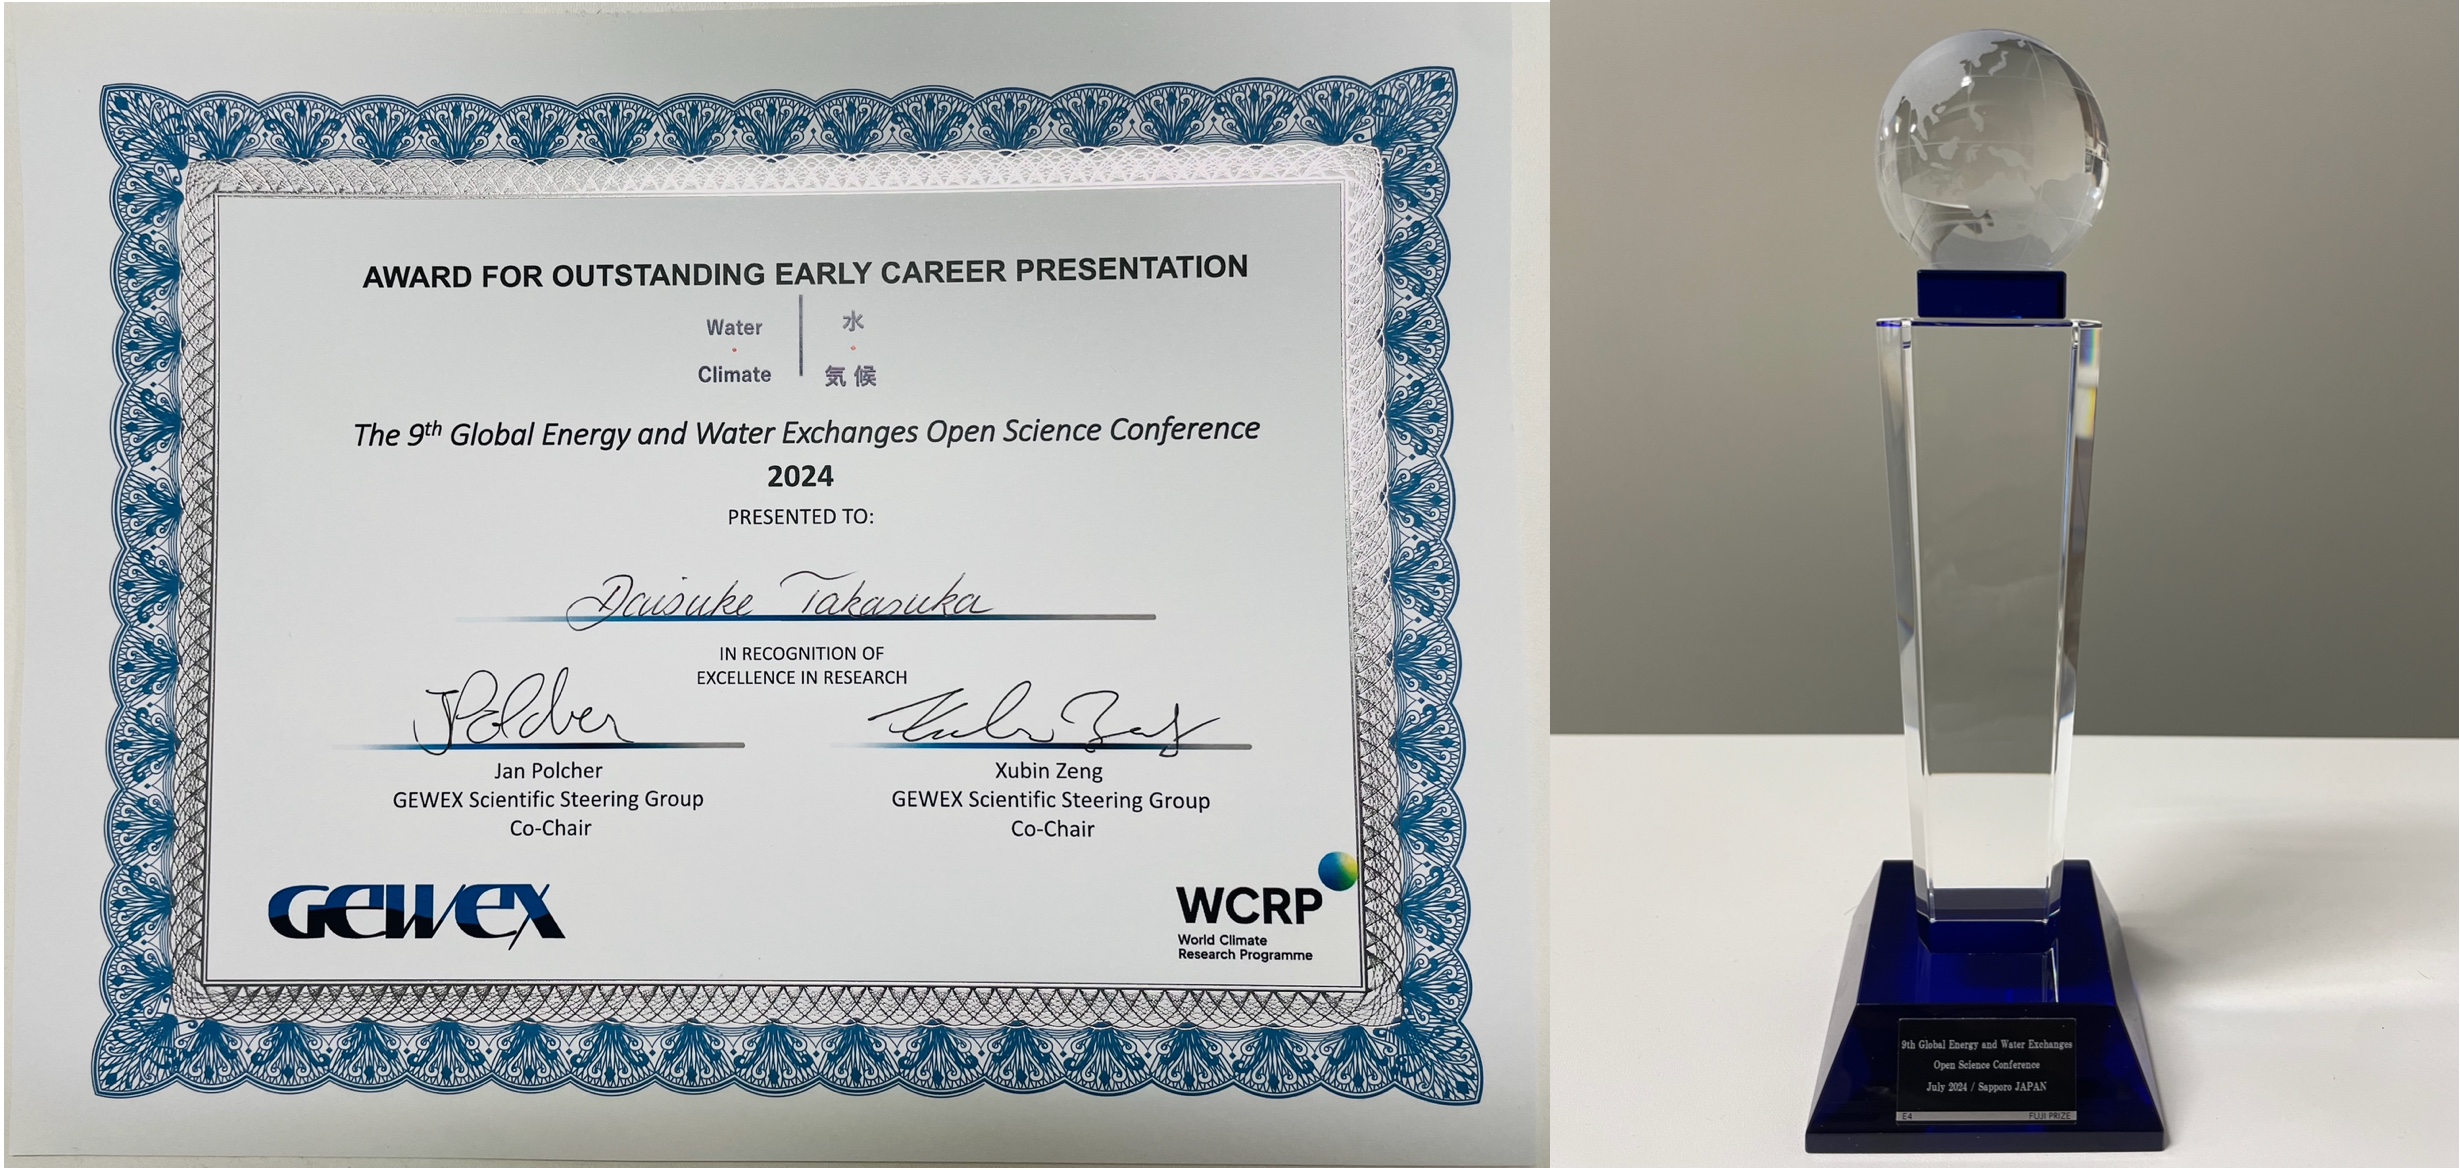 AWARD FOR OUTSTANDING EARLY CAREER PRESENTATION
Water
·
Climate
水
·
気候
The 9th Global Energy and Water Exchanges Open Science Conference
2024
PRESENTED TO:
Daisuke Takasuka
IN RECOGNITION OF
EXCELLENCE IN RESEARCH
JPolcher
Xubin Zeng
Jan Polcher
GEWEX Scientific Steering Group
Co-Chair
Xubin Zeng
GEWEX Scientific Steering Group
Co-Chair
GEWEX
WCRP
World Climate
Research Programme
9th Global Energy and Water Exchanges
Open Science Conference
July 2024 / Sapporo JAPAN
E4 FUJI PRIZE